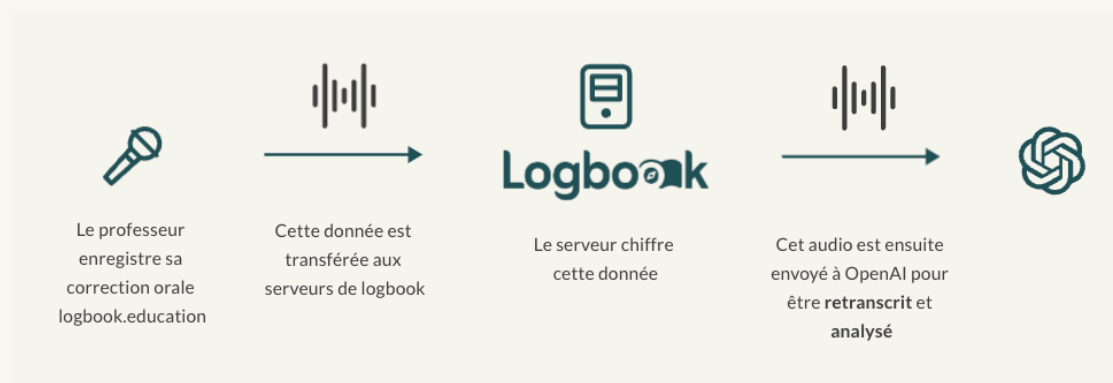 Logbook
Le professeur
enregistre sa
correction orale
logbook.education
Cette donnée est
transférée aux
serveurs de logbook
Le serveur chiffre
cette donnée
Cet audio est ensuite
envoyé à OpenAI pour
être retranscrit et
analysé